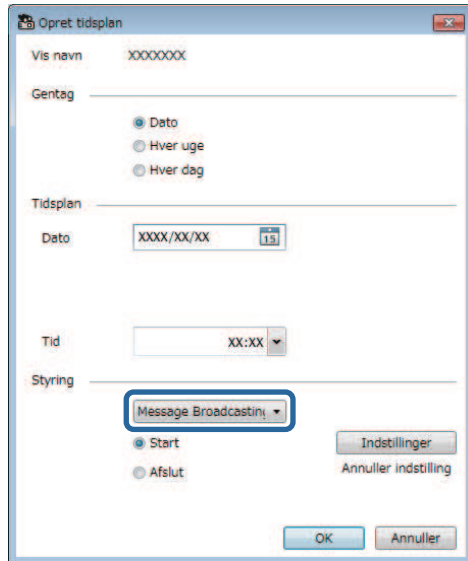 Opret tidsplan
Vis navn XXXXXXX
Gentag
Dato
Hver uge
Hver dag
Tidsplan
Dato XXXX/XX/XX 15
Tid XX:XX
Styring
Message Broadcasting
Start Indstillinger
Afslut Annuller indstilling
OK Annuller